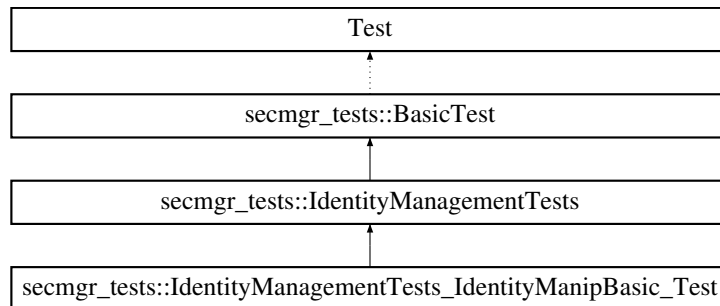 Test
secmgr_tests::BasicTest
secmgr_tests::IdentityManagementTests
secmgr_tests::IdentityManagementTests_IdentityManipBasic_Test